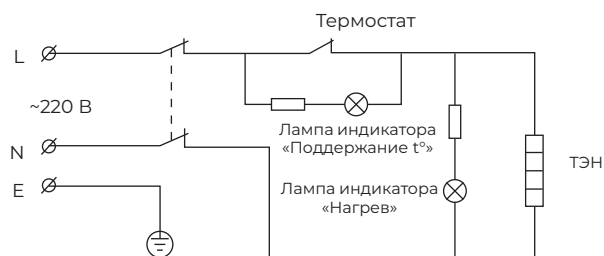 Термостат
L
~220 В
Лампа индикатора
«Поддержание t°»
N
ТЭН
E
Лампа индикатора
«Нагрев»